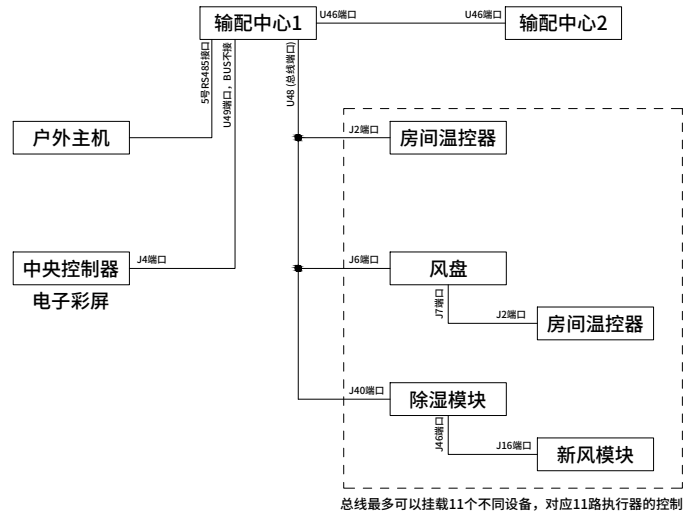 输配中心1
U46端口
U46端口
输配中心2
5号RS485接口
U49端口，BUS不接
U48 (总线端口)
户外主机
J2端口
房间温控器
中央控制器
J4端口
电子彩屏
J6端口
风盘
J7端口
J2端口
房间温控器
J40端口
除湿模块
J46端口
J16端口
新风模块
总线最多可以挂载11个不同设备，对应11路执行器的控制